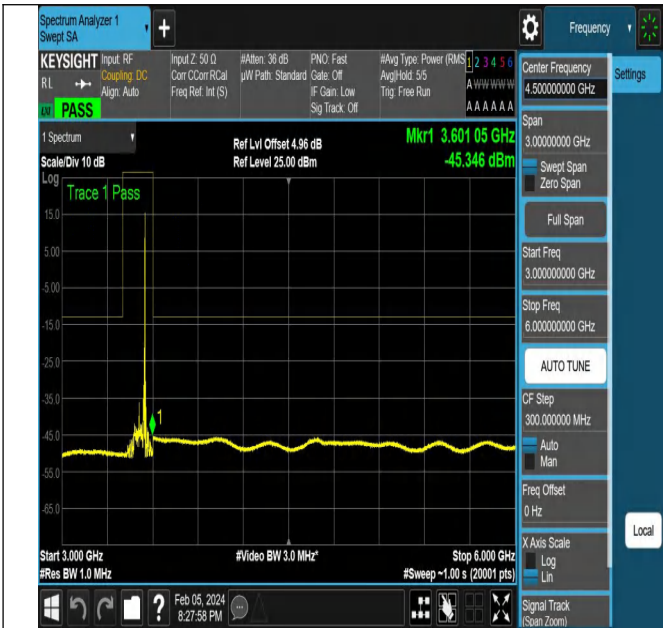 Spectrum Analyzer 1
Swept SA
+
Frequency
KEYSIGHT
RL
PASS
Input: RF
Coupling: DC
Align: Auto
Input Z: 50 Ω
Corr CCorr RCal
Freq Ref: Int (S)
#Atten: 36 dB
µW Path: Standard
PNO: Fast
Gate: Off
IF Gain: Low
Sig Track: Off
#Avg Type: Power (RMS
Avg|Hold: 5/5
Trig: Free Run
1 2 3 4 5 6
A W W W W W
A A A A A A
1 Spectrum
Scale/Div 10 dB
Log
Ref Lvl Offset 4.96 dB
Ref Level 25.00 dBm
Mkr1 3.601 05 GHz
-45.346 dBm
Trace 1 Pass
15.0
5.00
-5.00
-15.0
-25.0
-35.0
-45.0
-55.0
-65.0
1
Start 3.000 GHz
#Res BW 1.0 MHz
#Video BW 3.0 MHz*
Stop 6.000 GHz
#Sweep ~1.00 s (20001 pts)
Feb 05, 2024
8:27:58 PM
?
Center Frequency
4.500000000 GHz
Settings
Span
3.00000000 GHz
Swept Span
Zero Span
Full Span
Start Freq
3.000000000 GHz
Stop Freq
6.000000000 GHz
AUTO TUNE
CF Step
300.000000 MHz
Auto
Man
Freq Offset
0 Hz
Local
X Axis Scale
Log
Lin
Signal Track
(Span Zoom)